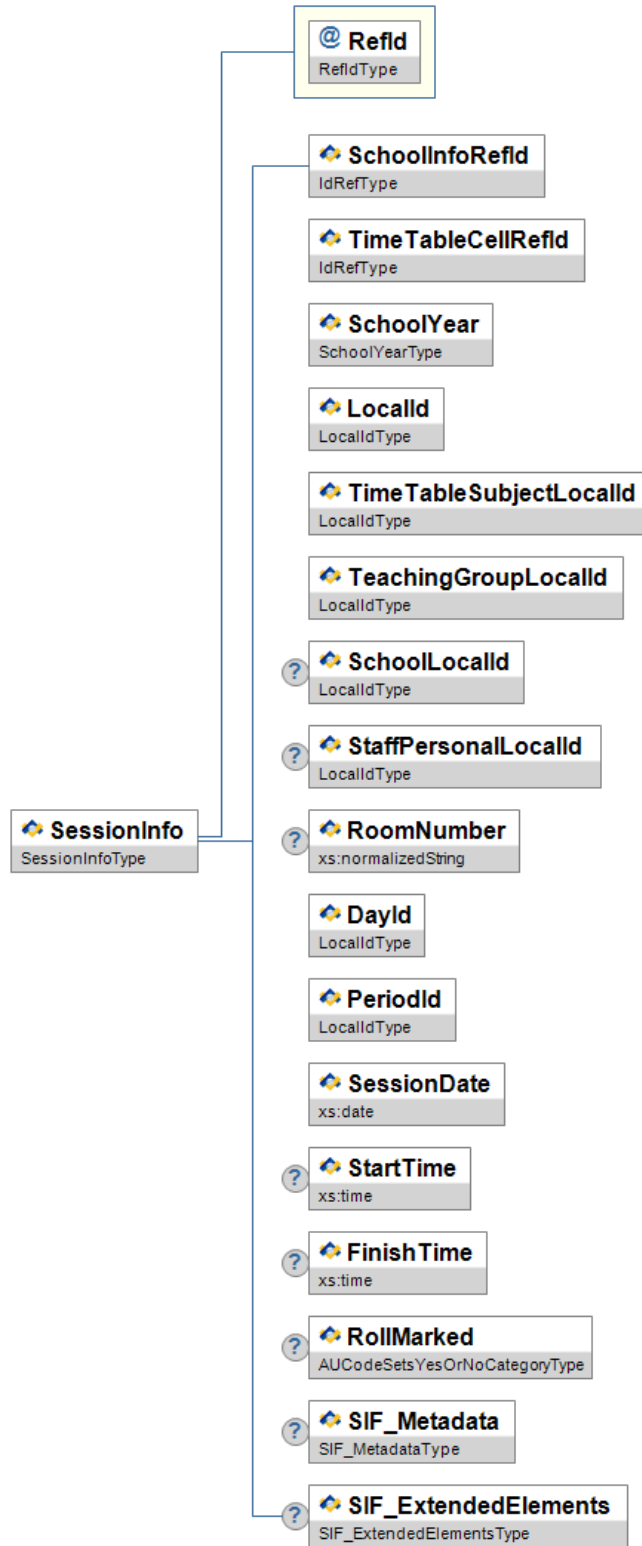 @ RefId
RefIdType
SchoolInfoRefId
IdRefType
TimeTableCellRefId
IdRefType
SchoolYear
SchoolYearType
LocalId
LocalIdType
TimeTableSubjectLocalId
LocalIdType
TeachingGroupLocalId
LocalIdType
? SchoolLocalId
LocalIdType
? StaffPersonalLocalId
LocalIdType
SessionInfo
SessionInfoType
? RoomNumber
xs:normalizedString
DayId
LocalIdType
PeriodId
LocalIdType
SessionDate
xs:date
? StartTime
xs:time
? FinishTime
xs:time
? RollMarked
AUCodeSetsYesOrNoCategoryType
? SIF_Metadata
SIF_MetadataType
? SIF_ExtendedElements
SIF_ExtendedElementsType